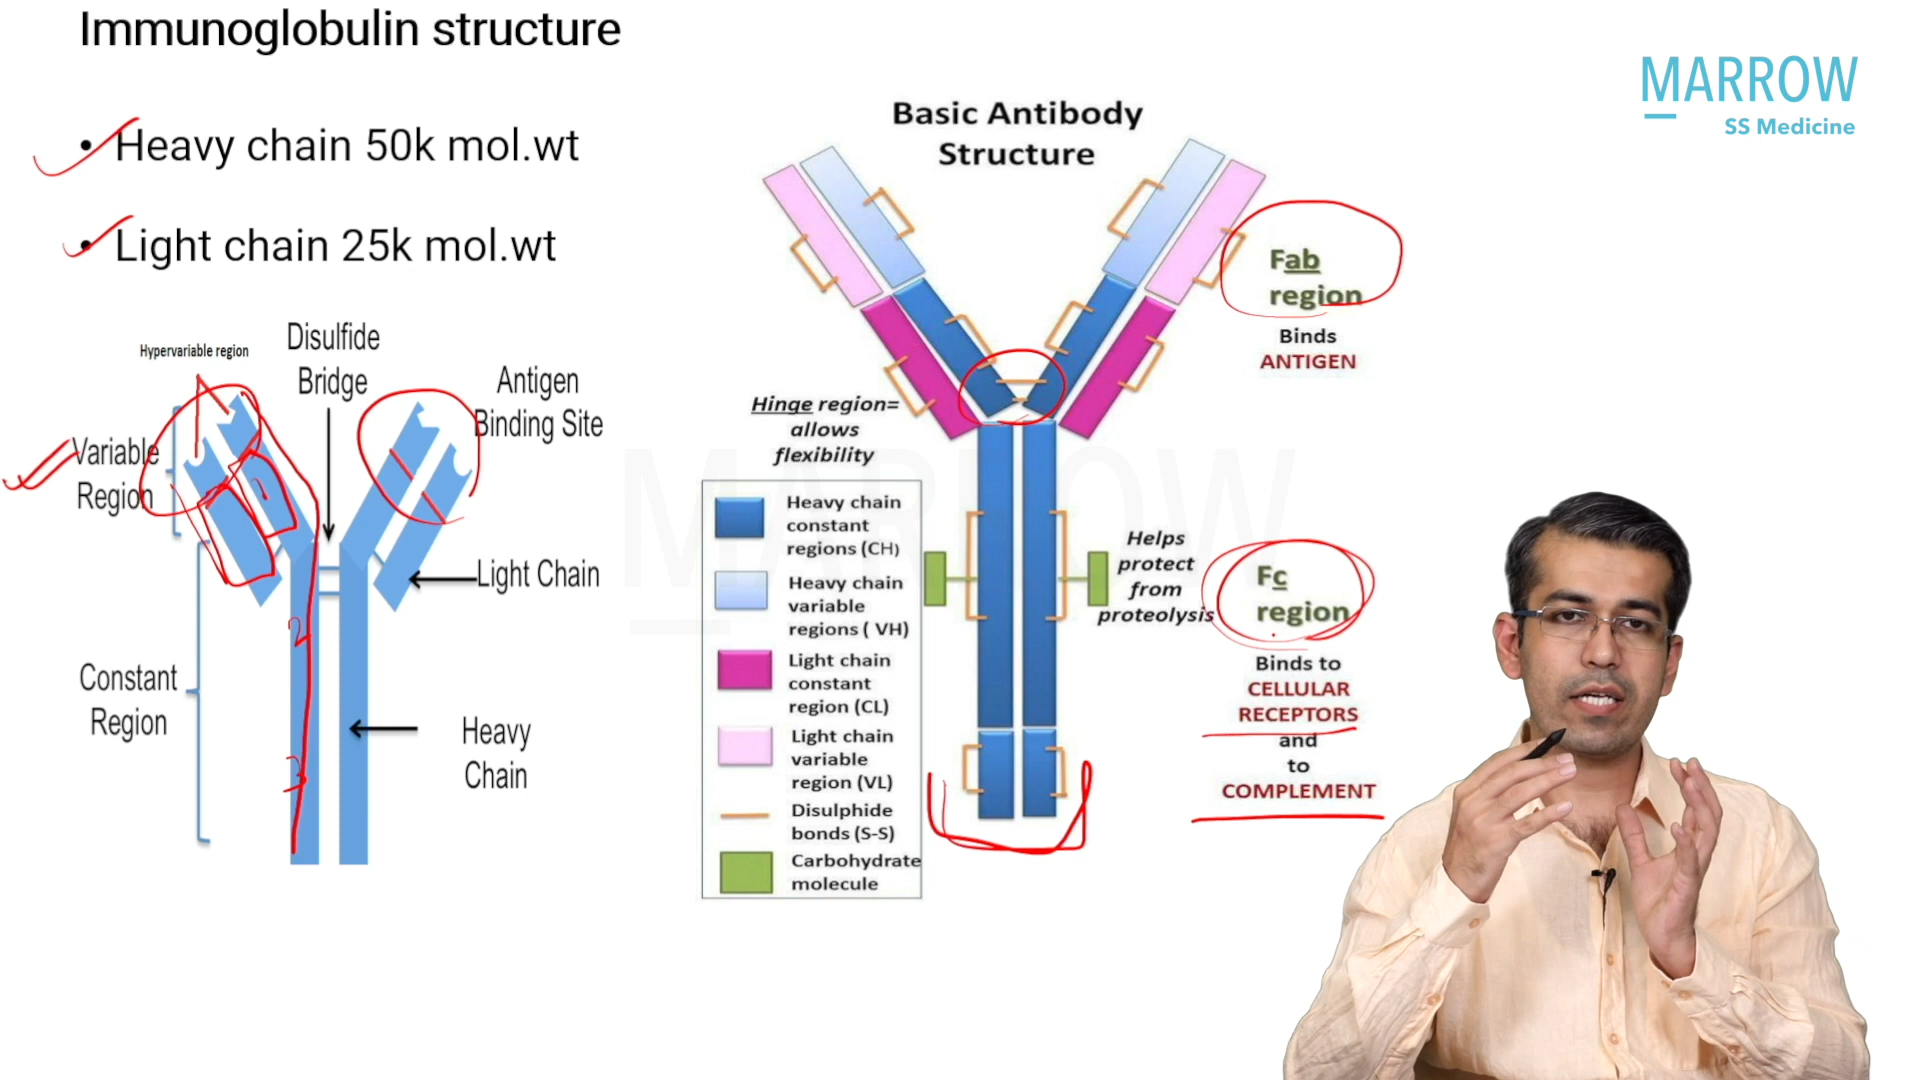 Immunoglobulin structure
MARROW
SS Medicine
• Heavy chain 50k mol.wt
• Light chain 25k mol.wt
Hypervariable region
Disulfide
Bridge
Antigen
Binding Site
Variable
Region
Light Chain
Constant
Region
Heavy
Chain
1
2
3
Basic Antibody
Structure
Fab
region
Binds
ANTIGEN
Hinge region=
allows
flexibility
Heavy chain
constant
regions (CH)
Heavy chain
variable
regions ( VH)
Light chain
constant
region (CL)
Light chain
variable
region (VL)
Disulphide
bonds (S-S)
Carbohydrate
molecule
Helps
protect
from
proteolysis
Fc
region
Binds to
CELLULAR
RECEPTORS
and
to
COMPLEMENT
MARROW